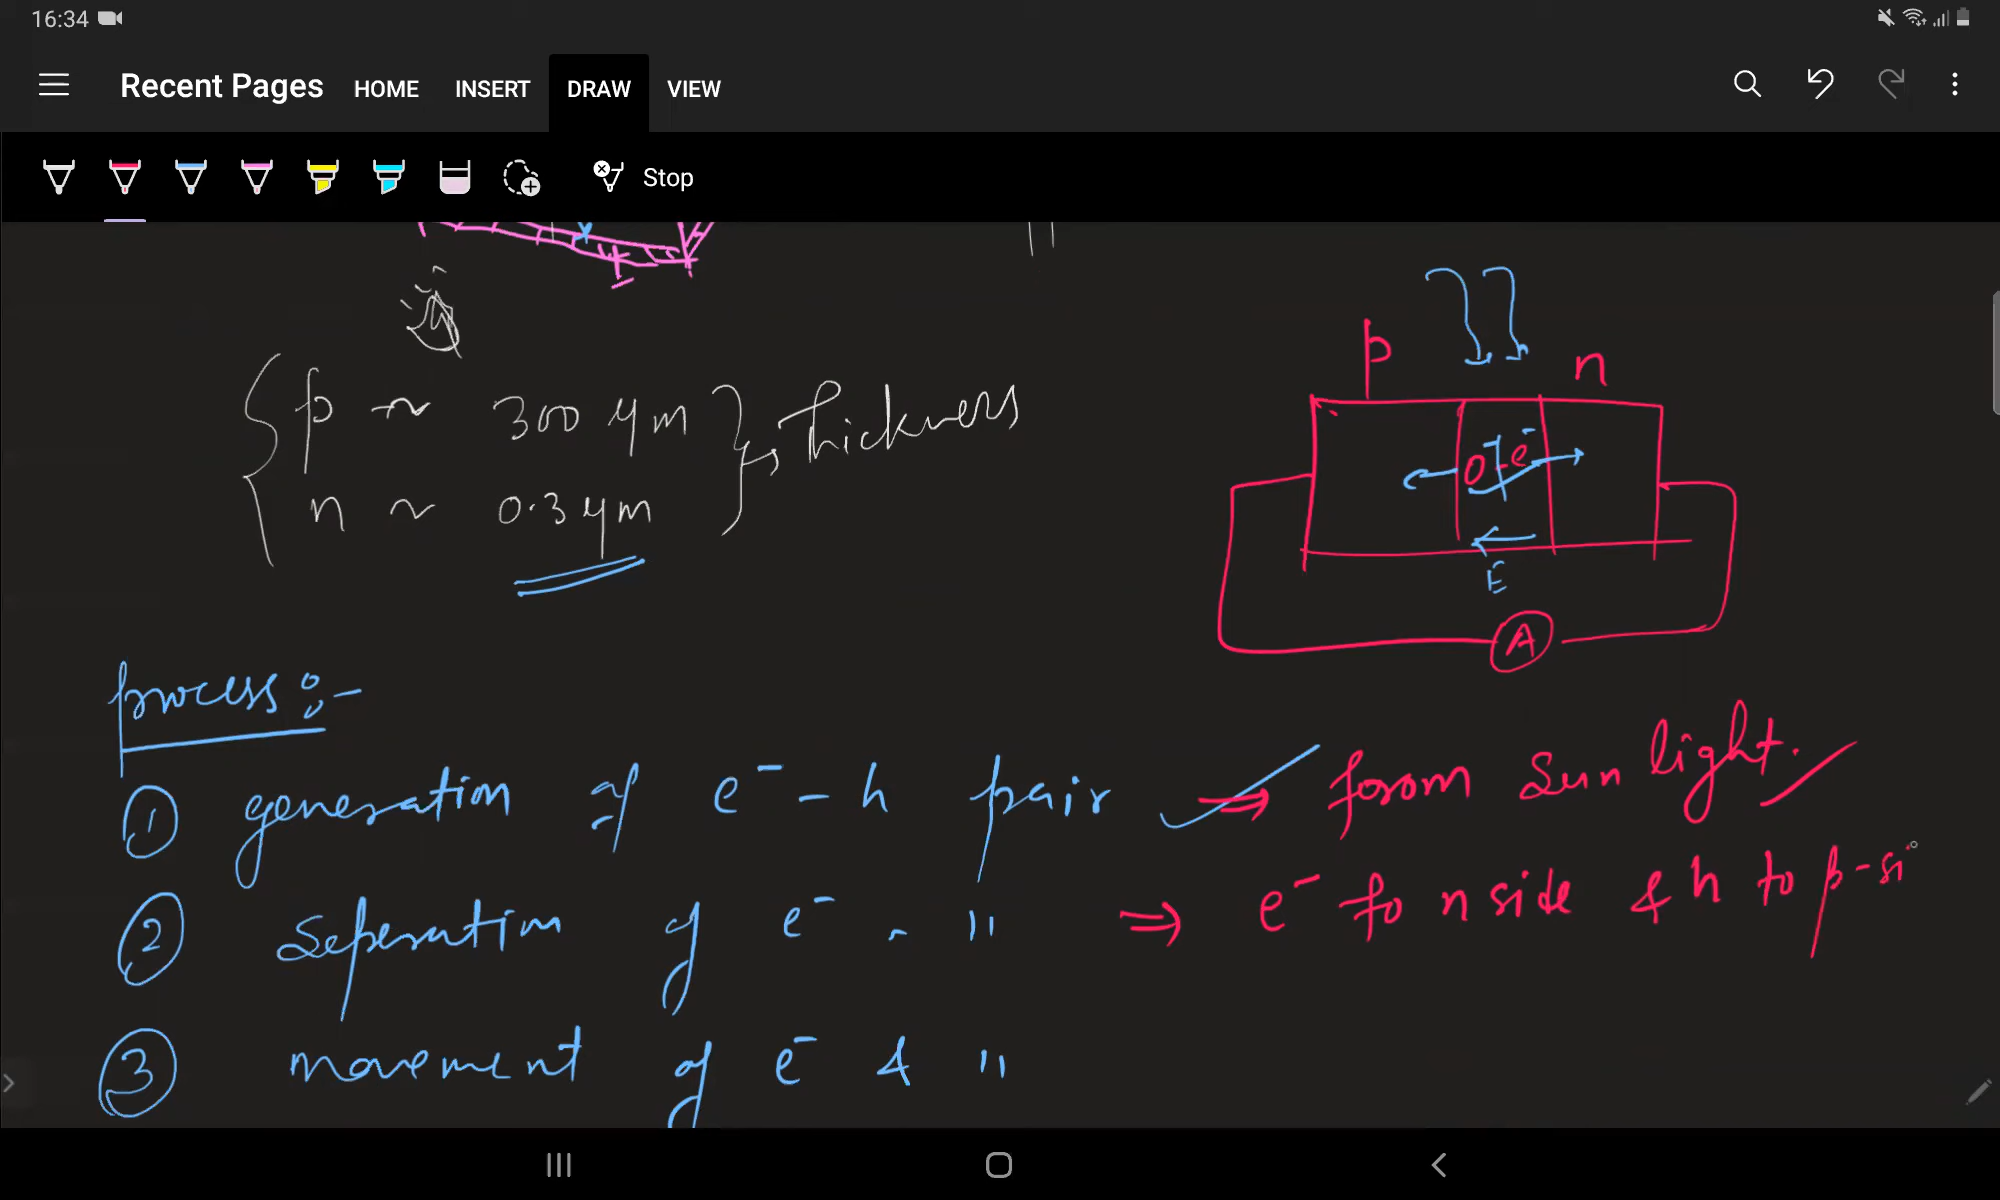 16:34
Recent Pages HOME INSERT DRAW VIEW
Stop
p ~ 300 μm } → Thickness
n ~ 0.3 μm
p n
o e⁻
E
A
process :-
① generation of e⁻ - h pair ⇒ from Sun light.
② Seperation of e⁻ - " ⇒ e⁻ to n side & h to p-si
③ movement of e⁻ & "